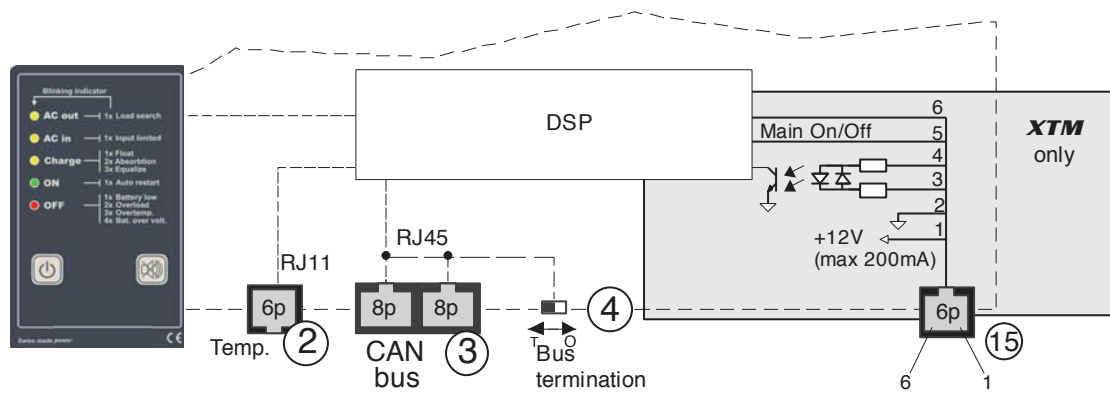 Blinking indicator
AC out 1x Load search
AC in 1x Input limited
Charge
1x Float
2x Absorbtion
3x Equalize
ON 1x Auto restart
OFF
1x Battery low
2x Overload
3x Overtemp.
4x Bat. over volt.
Swiss made power
CE
DSP
Main On/Off
6
5
4
3
2
1
XTM
only
+12V
(max 200mA)
RJ11
RJ45
6p
8p
8p
6p
Temp.
2
CAN
bus
3
4
T O
Bus
termination
15
6 1